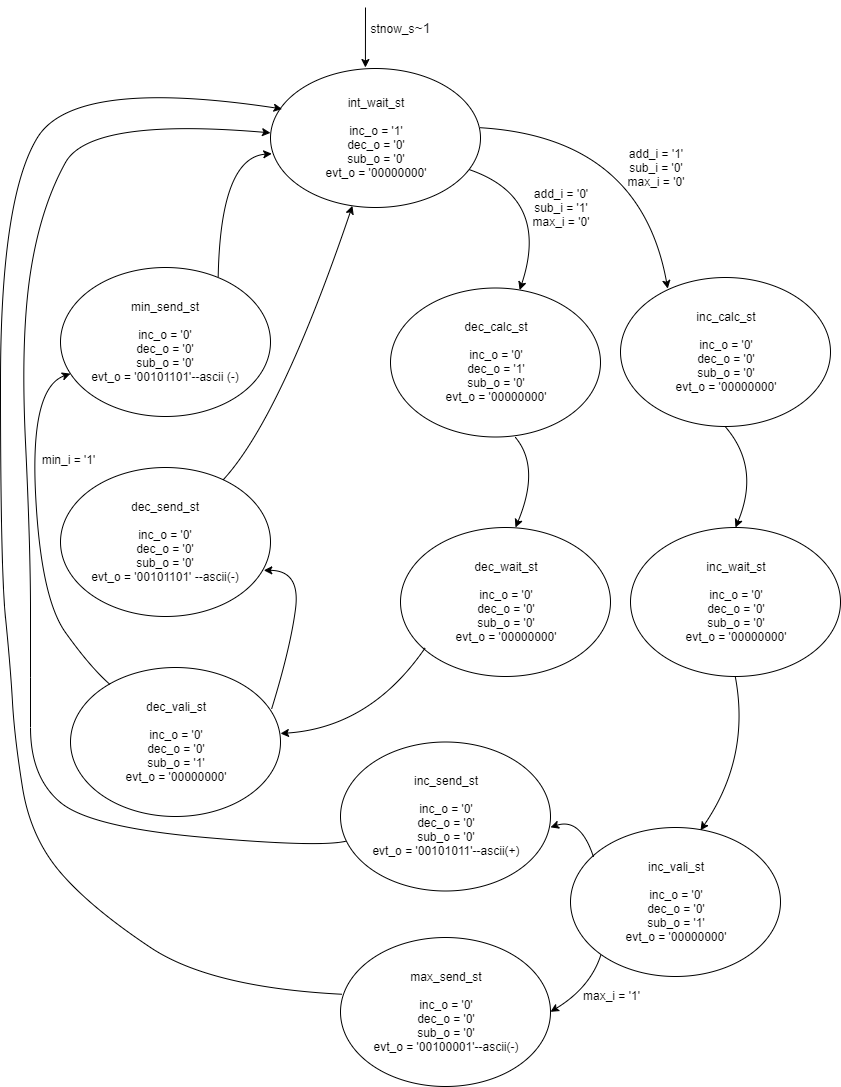 stnow_s~1
int_wait_st
inc_o = '1'
dec_o = '0'
sub_o = '0'
evt_o = '00000000'
add_i = '1'
sub_i = '0'
max_i = '0'
add_i = '0'
sub_i = '1'
max_i = '0'
min_send_st
inc_o = '0'
dec_o = '0'
sub_o = '0'
evt_o = '00101101'--ascii (-)
dec_calc_st
inc_o = '0'
dec_o = '1'
sub_o = '0'
evt_o = '00000000'
inc_calc_st
inc_o = '0'
dec_o = '0'
sub_o = '0'
evt_o = '00000000'
min_i = '1'
dec_send_st
inc_o = '0'
dec_o = '0'
sub_o = '0'
evt_o = '00101101' --ascii(-)
dec_wait_st
inc_o = '0'
dec_o = '0'
sub_o = '0'
evt_o = '00000000'
inc_wait_st
inc_o = '0'
dec_o = '0'
sub_o = '0'
evt_o = '00000000'
dec_vali_st
inc_o = '0'
dec_o = '0'
sub_o = '1'
evt_o = '00000000'
inc_send_st
inc_o = '0'
dec_o = '0'
sub_o = '0'
evt_o = '00101011'--ascii(+)
inc_vali_st
inc_o = '0'
dec_o = '0'
sub_o = '1'
evt_o = '00000000'
max_send_st
inc_o = '0'
dec_o = '0'
sub_o = '0'
evt_o = '00100001'--ascii(-)
max_i = '1'